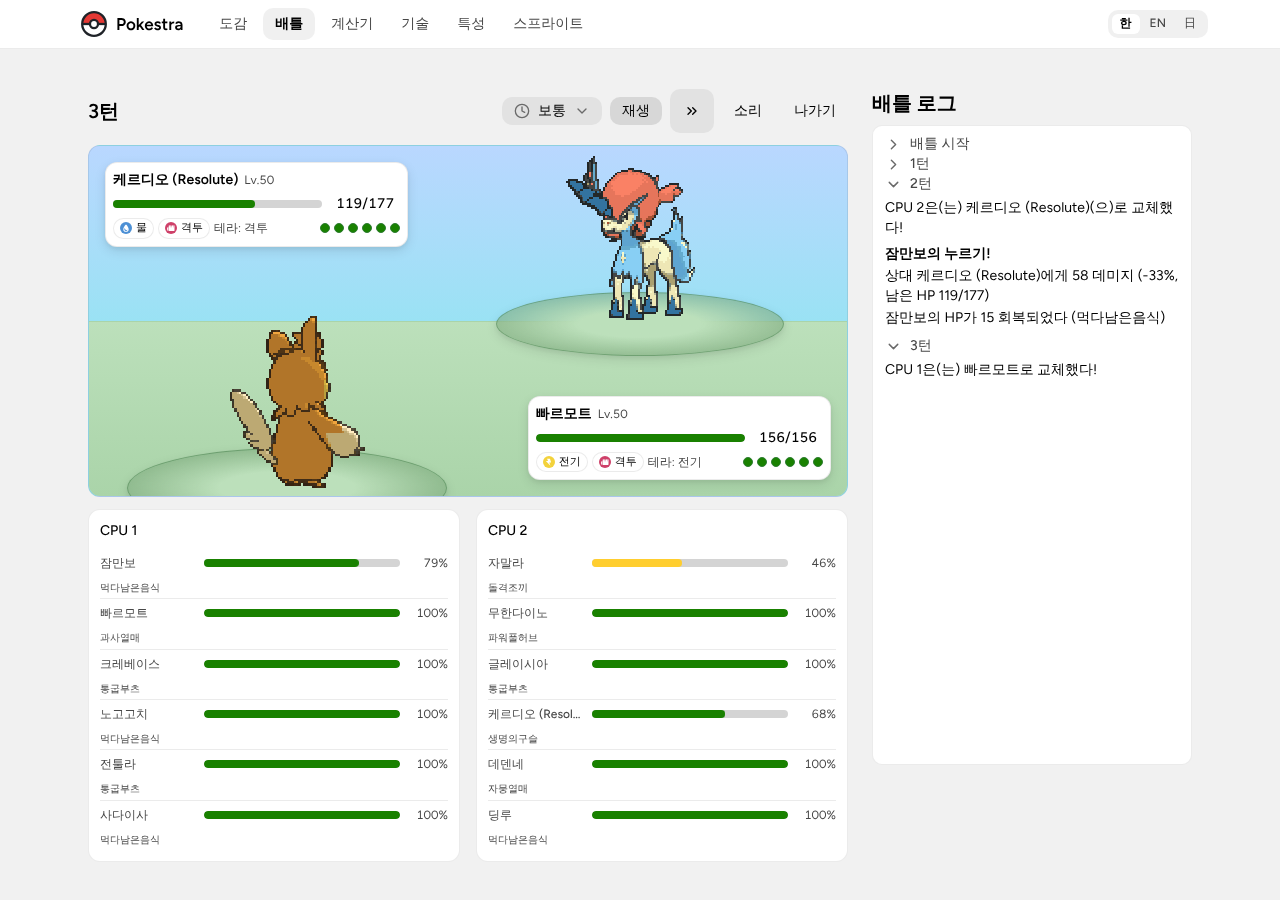 Pokestra
도감
배틀
계산기
기술
특성
스프라이트
한
EN
日
3턴
보통
재생
소리
나가기
케르디오 (Resolute) Lv.50
119/177
물
격투
테라: 격투
빠르모트 Lv.50
156/156
전기
격투
테라: 전기
CPU 1
잠만보
79%
먹다남은음식
빠르모트
100%
과사열매
크레베이스
100%
통굽부츠
노고고치
100%
먹다남은음식
전툴라
100%
통굽부츠
사다이사
100%
먹다남은음식
CPU 2
자말라
46%
돌격조끼
무한다이노
100%
파워풀허브
글레이시아
100%
통굽부츠
케르디오 (Resol...
68%
생명의구슬
데덴네
100%
자뭉열매
딩루
100%
먹다남은음식
배틀 로그
배틀 시작
1턴
2턴
CPU 2은(는) 케르디오 (Resolute)(으)로 교체했
다!
잠만보의 누르기!
상대 케르디오 (Resolute)에게 58 데미지 (-33%,
남은 HP 119/177)
잠만보의 HP가 15 회복되었다 (먹다남은음식)
3턴
CPU 1은(는) 빠르모트로 교체했다!